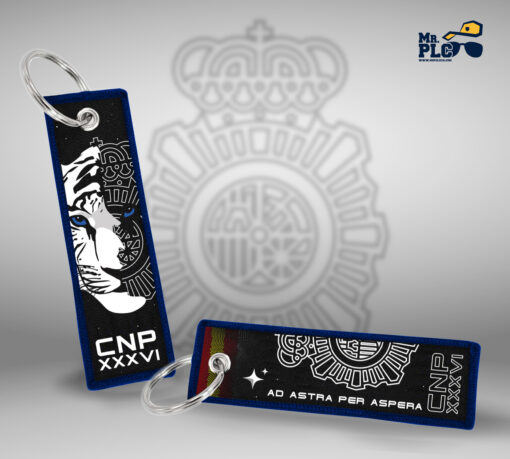 MR.
PLC
CNP
XXXVI
AD ASTRA PER ASPERA
CNP
XXXVI